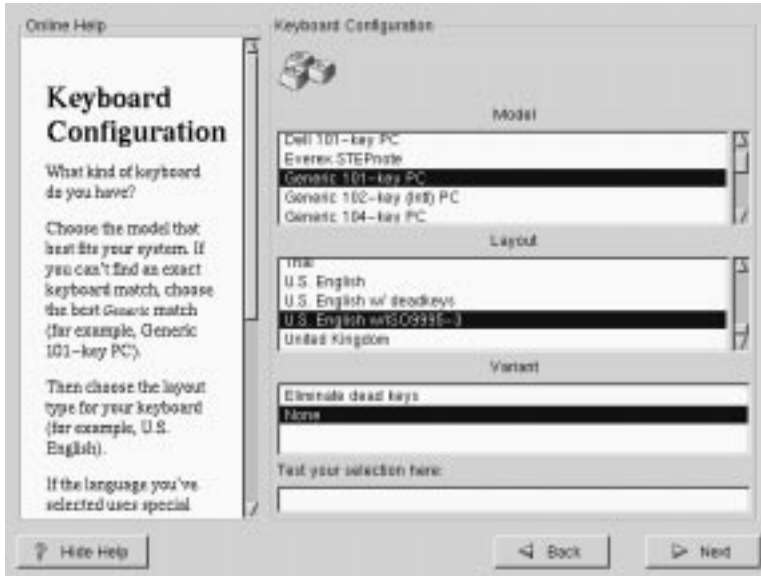 Online Help
Keyboard
Configuration
What kind of keyboard
do you have?
Choose the model that
best fits your system. If
you can't find an exact
keyboard match, choose
the best Generic match
(for example, Generic
101-key PC).
Then choose the layout
type for your keyboard
(for example, U.S.
English).
If the language you've
selected uses special
Hide Help
Keyboard Configuration
Model
Dell 101-key PC
Everex STEPnote
Generic 101-key PC
Generic 102-key (Intl) PC
Generic 104-key PC
Layout
Thai
U.S. English
U.S. English w/ deadkeys
U.S. English w/ISO9995-3
United Kingdom
Variant
Eliminate dead keys
None
Test your selection here:
Back
Next